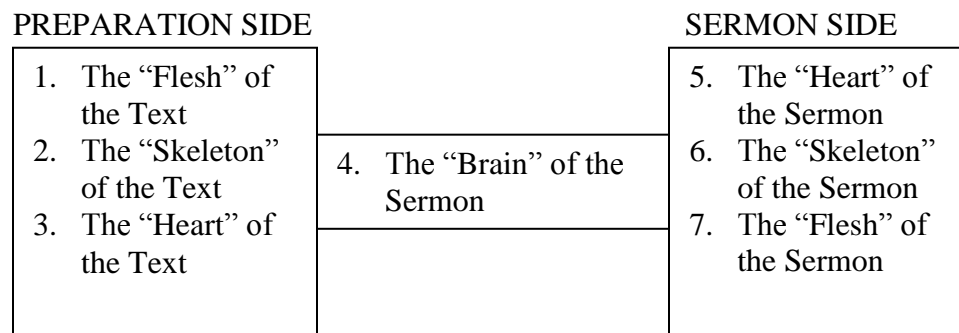 PREPARATION SIDE
1. The “Flesh” of
the Text
2. The “Skeleton”
of the Text
3. The “Heart” of
the Text
4. The “Brain” of the
Sermon
SERMON SIDE
5. The “Heart” of
the Sermon
6. The “Skeleton”
of the Sermon
7. The “Flesh” of
the Sermon